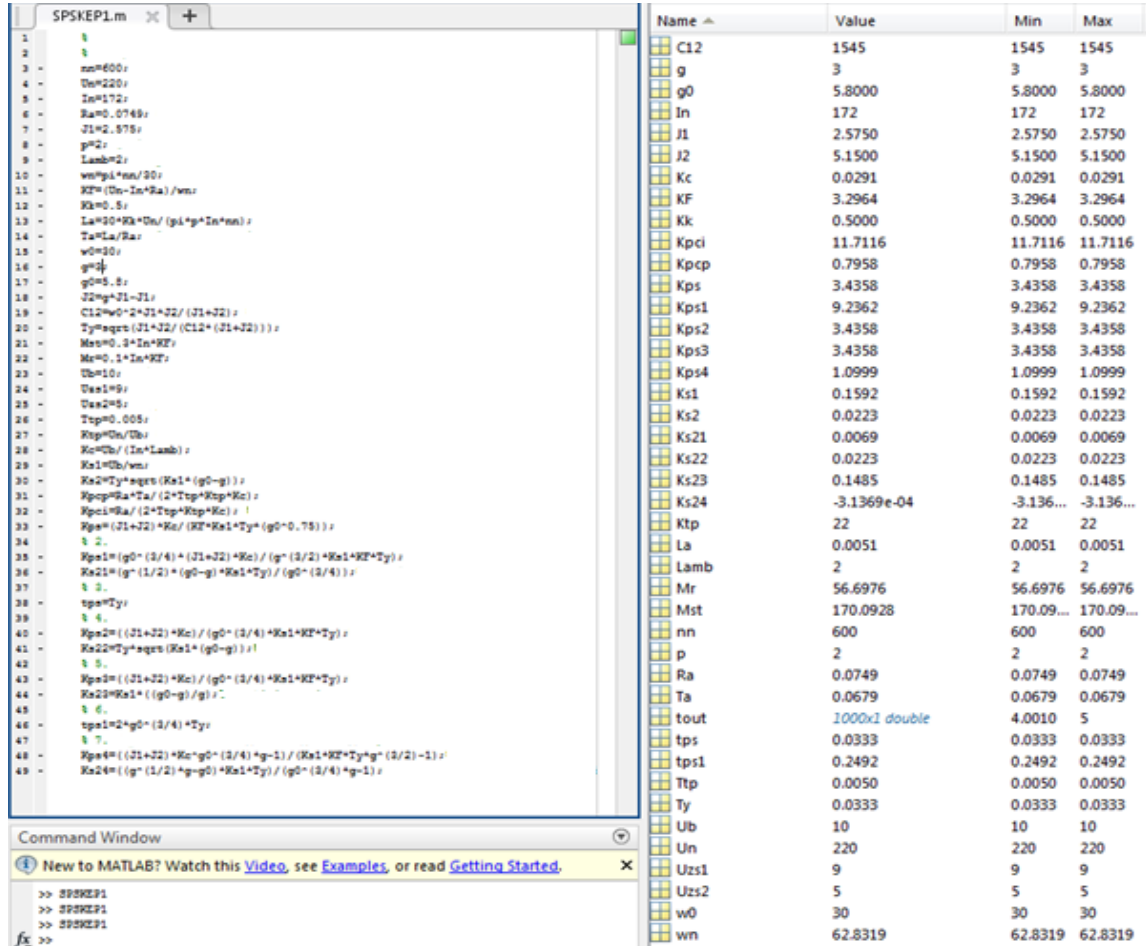 SPSKEP1.m
1 %
2 %
3 - nn=600;
4 - Un=220;
5 - In=172;
6 - Ra=0.0749;
7 - J1=2.575;
8 - p=2;
9 - Lamb=2;
10 - wn=pi*nn/30;
11 - KF=(Un-In*Ra)/wn;
12 - Kk=0.5;
13 - La=30*Kk*Un/(pi*p*In*nn);
14 - Ta=La/Ra;
15 - w0=30;
16 - g=3;
17 - g0=5.8;
18 - J2=g*J1-J1;
19 - C12=w0^2*J1*J2/(J1+J2);
20 - Ty=sqrt(J1*J2/(C12*(J1+J2)));
21 - Mst=0.3*In*KF;
22 - Mr=0.1*In*KF;
23 - Ub=10;
24 - Uzs1=9;
25 - Uzs2=5;
26 - Ttp=0.005;
27 - Ktp=Un/Ub;
28 - Kc=Ub/(In*Lamb);
29 - Ks1=Ub/wn;
30 - Ks2=Ty*sqrt(Ks1*(g0-g));
31 - Kpcp=Ra*Ta/(2*Ttp*Ktp*Kc);
32 - Kpci=Ra/(2*Ttp*Ktp*Kc);
33 - Kps=(J1+J2)*Kc/(KF*Ks1*Ty*(g0^0.75));
34 % 2.
35 - Kps1=(g0^(3/4)*(J1+J2)*Kc)/(g^(3/2)*Ks1*KF*Ty);
36 - Ks21=(g^(1/2)*(g0-g)*Ks1*Ty)/(g0^(3/4));
37 % 3.
38 - tps=Ty;
39 % 4.
40 - Kps2=((J1+J2)*Kc)/(g0^(3/4)*Ks1*KF*Ty);
41 - Ks22=Ty*sqrt(Ks1*(g0-g));
42 % 5.
43 - Kps3=((J1+J2)*Kc)/(g0^(3/4)*Ks1*KF*Ty);
44 - Ks23=Ks1*((g0-g)/g);
45 % 6.
46 - tps1=2*g0^(3/4)*Ty;
47 % 7.
48 - Kps4=((J1+J2)*Kc^g0^(3/4)*g-1)/(Ks1*KF*Ty*g^(3/2)-1);
49 - Ks24=((g^(1/2)*g-g0)*Ks1*Ty)/(g0^(3/4)*g-1);
Command Window
New to MATLAB? Watch this Video, see Examples, or read Getting Started.
>> SPSKEP1
>> SPSKEP1
>> SPSKEP1
fx >>
Name Value Min Max
C12 1545 1545 1545
g 3 3 3
g0 5.8000 5.8000 5.8000
In 172 172 172
J1 2.5750 2.5750 2.5750
J2 5.1500 5.1500 5.1500
Kc 0.0291 0.0291 0.0291
KF 3.2964 3.2964 3.2964
Kk 0.5000 0.5000 0.5000
Kpci 11.7116 11.7116 11.7116
Kpcp 0.7958 0.7958 0.7958
Kps 3.4358 3.4358 3.4358
Kps1 9.2362 9.2362 9.2362
Kps2 3.4358 3.4358 3.4358
Kps3 3.4358 3.4358 3.4358
Kps4 1.0999 1.0999 1.0999
Ks1 0.1592 0.1592 0.1592
Ks2 0.0223 0.0223 0.0223
Ks21 0.0069 0.0069 0.0069
Ks22 0.0223 0.0223 0.0223
Ks23 0.1485 0.1485 0.1485
Ks24 -3.1369e-04 -3.136... -3.136...
Ktp 22 22 22
La 0.0051 0.0051 0.0051
Lamb 2 2 2
Mr 56.6976 56.6976 56.6976
Mst 170.0928 170.09... 170.09...
nn 600 600 600
p 2 2 2
Ra 0.0749 0.0749 0.0749
Ta 0.0679 0.0679 0.0679
tout 1000x1 double 4.0010 5
tps 0.0333 0.0333 0.0333
tps1 0.2492 0.2492 0.2492
Ttp 0.0050 0.0050 0.0050
Ty 0.0333 0.0333 0.0333
Ub 10 10 10
Un 220 220 220
Uzs1 9 9 9
Uzs2 5 5 5
w0 30 30 30
wn 62.8319 62.8319 62.8319